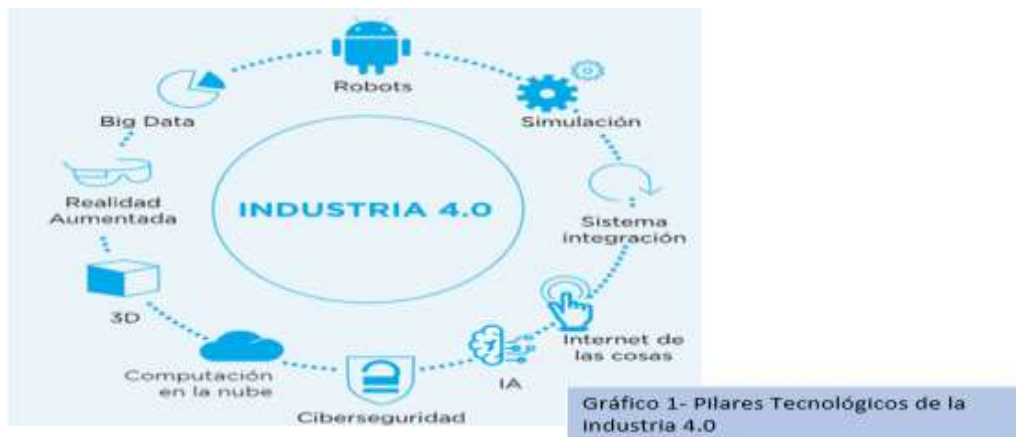 Robots
Big Data
Simulación
Realidad
Aumentada
INDUSTRIA 4.0
Sistema
integración
3D
Internet de
las cosas
Computación
en la nube
IA
Ciberseguridad
Gráfico 1- Pilares Tecnológicos de la
industria 4.0